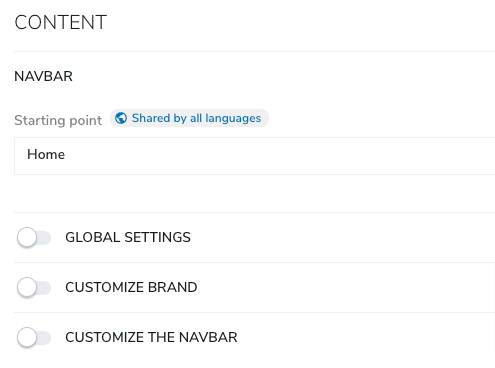 CONTENT
NAVBAR
Starting point Shared by all languages
Home
GLOBAL SETTINGS
CUSTOMIZE BRAND
CUSTOMIZE THE NAVBAR